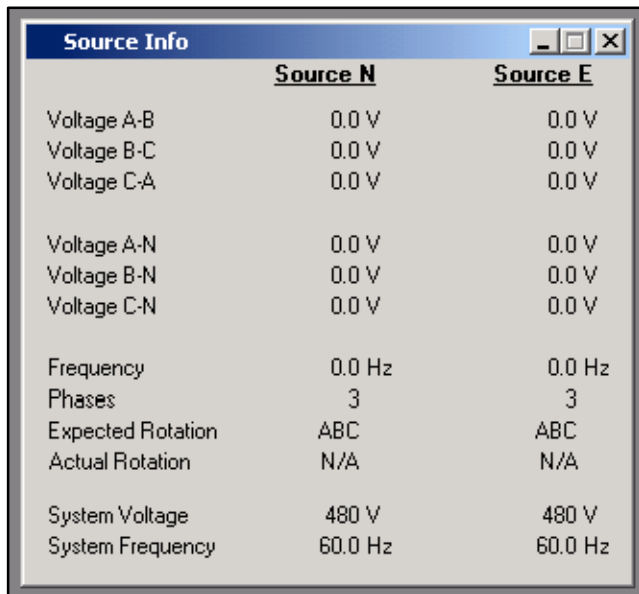 Source Info
Source N Source E
Voltage A-B 0.0 V 0.0 V
Voltage B-C 0.0 V 0.0 V
Voltage C-A 0.0 V 0.0 V
Voltage A-N 0.0 V 0.0 V
Voltage B-N 0.0 V 0.0 V
Voltage C-N 0.0 V 0.0 V
Frequency 0.0 Hz 0.0 Hz
Phases 3 3
Expected Rotation ABC ABC
Actual Rotation N/A N/A
System Voltage 480 V 480 V
System Frequency 60.0 Hz 60.0 Hz